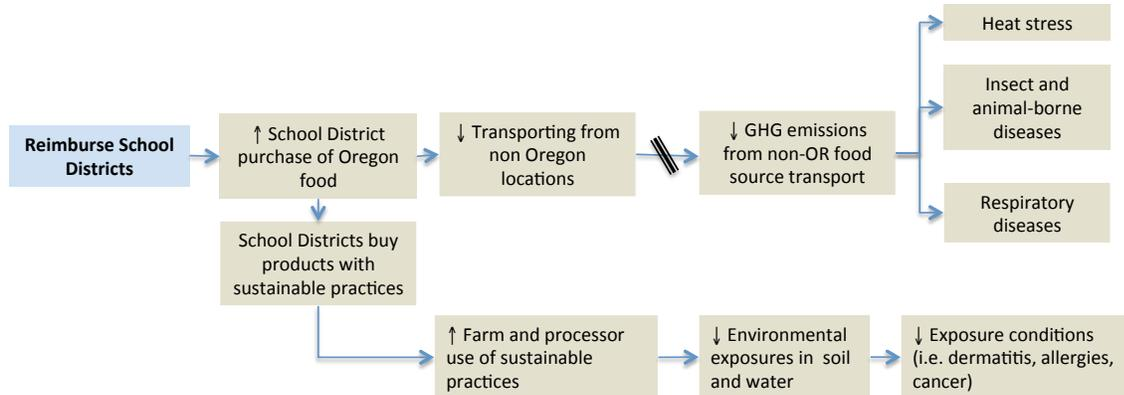 Reimburse School
Districts
↑ School District
purchase of Oregon
food
↓ Transporting from
non Oregon
locations
↓ GHG emissions
from non-OR food
source transport
Heat stress
Insect and
animal-borne
diseases
Respiratory
diseases
School Districts buy
products with
sustainable practices
↑ Farm and processor
use of sustainable
practices
↓ Environmental
exposures in soil
and water
↓ Exposure conditions
(i.e. dermatitis, allergies,
cancer)